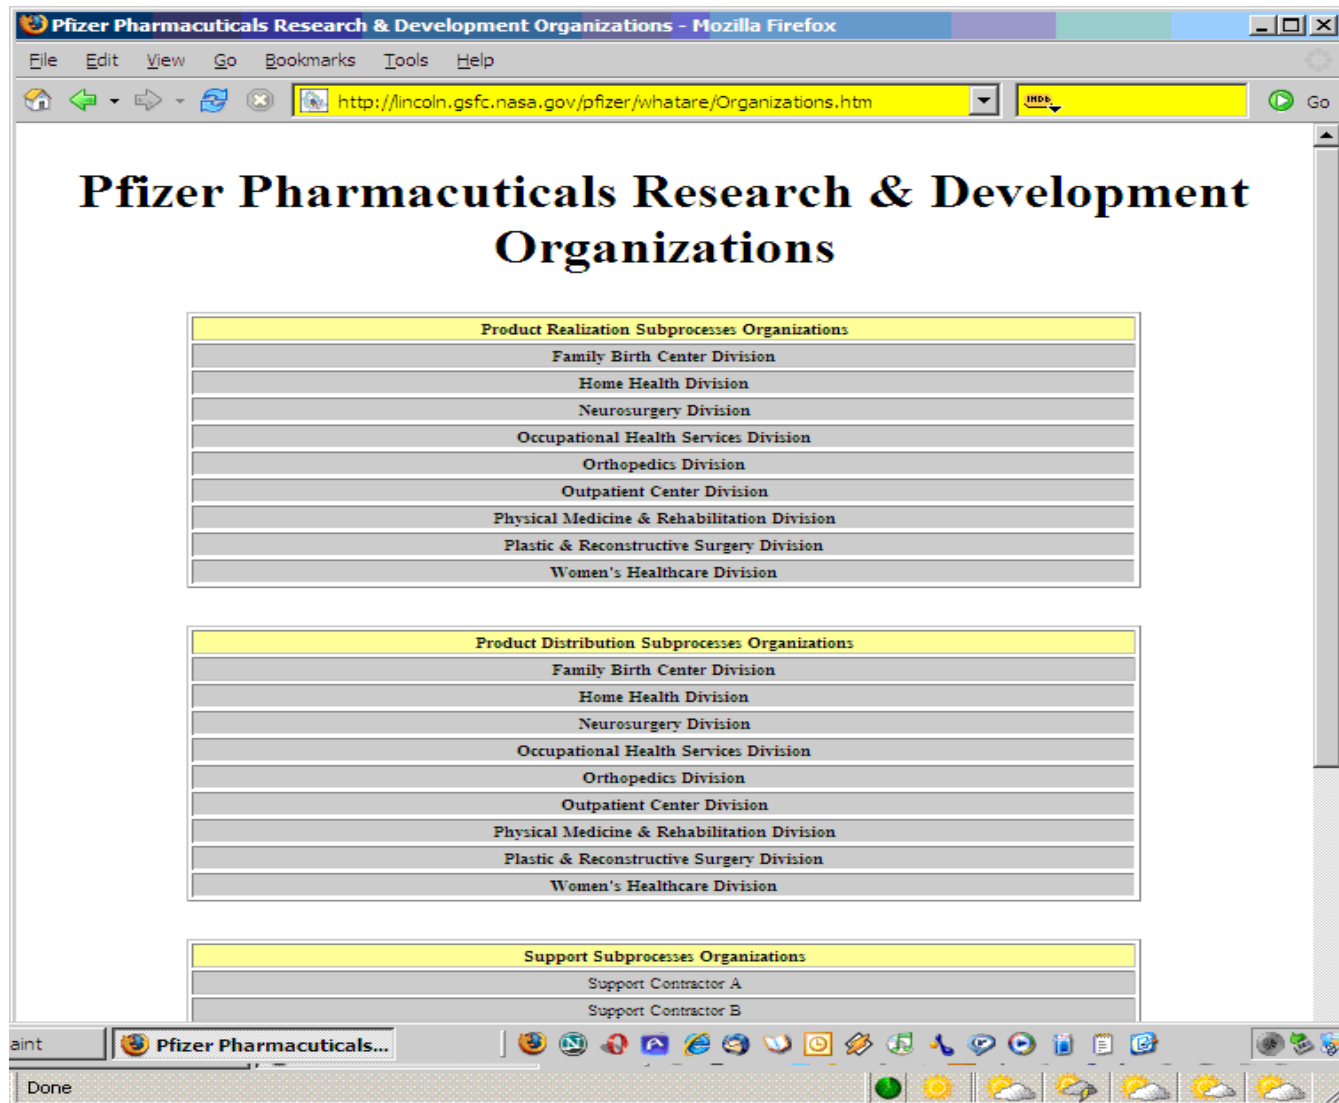 Pfizer Pharmacuticals Research & Development Organizations - Mozilla Firefox
File Edit View Go Bookmarks Tools Help
http://lincoln.gsfc.nasa.gov/pfizer/whatare/Organizations.htm IMDb Go
Pfizer Pharmacuticals Research & Development
Organizations
Product Realization Subprocesses Organizations
Family Birth Center Division
Home Health Division
Neurosurgery Division
Occupational Health Services Division
Orthopedics Division
Outpatient Center Division
Physical Medicine & Rehabilitation Division
Plastic & Reconstructive Surgery Division
Women's Healthcare Division
Product Distribution Subprocesses Organizations
Family Birth Center Division
Home Health Division
Neurosurgery Division
Occupational Health Services Division
Orthopedics Division
Outpatient Center Division
Physical Medicine & Rehabilitation Division
Plastic & Reconstructive Surgery Division
Women's Healthcare Division
Support Subprocesses Organizations
Support Contractor A
Support Contractor B
aint Pfizer Pharmacuticals...
Done